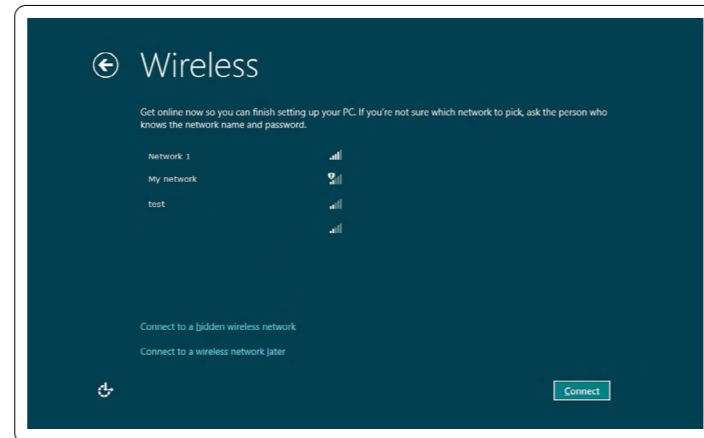 Wireless
Get online now so you can finish setting up your PC. If you're not sure which network to pick, ask the person who
knows the network name and password.
Network 1
My network
test
Connect to a hidden wireless network
Connect to a wireless network later
Connect